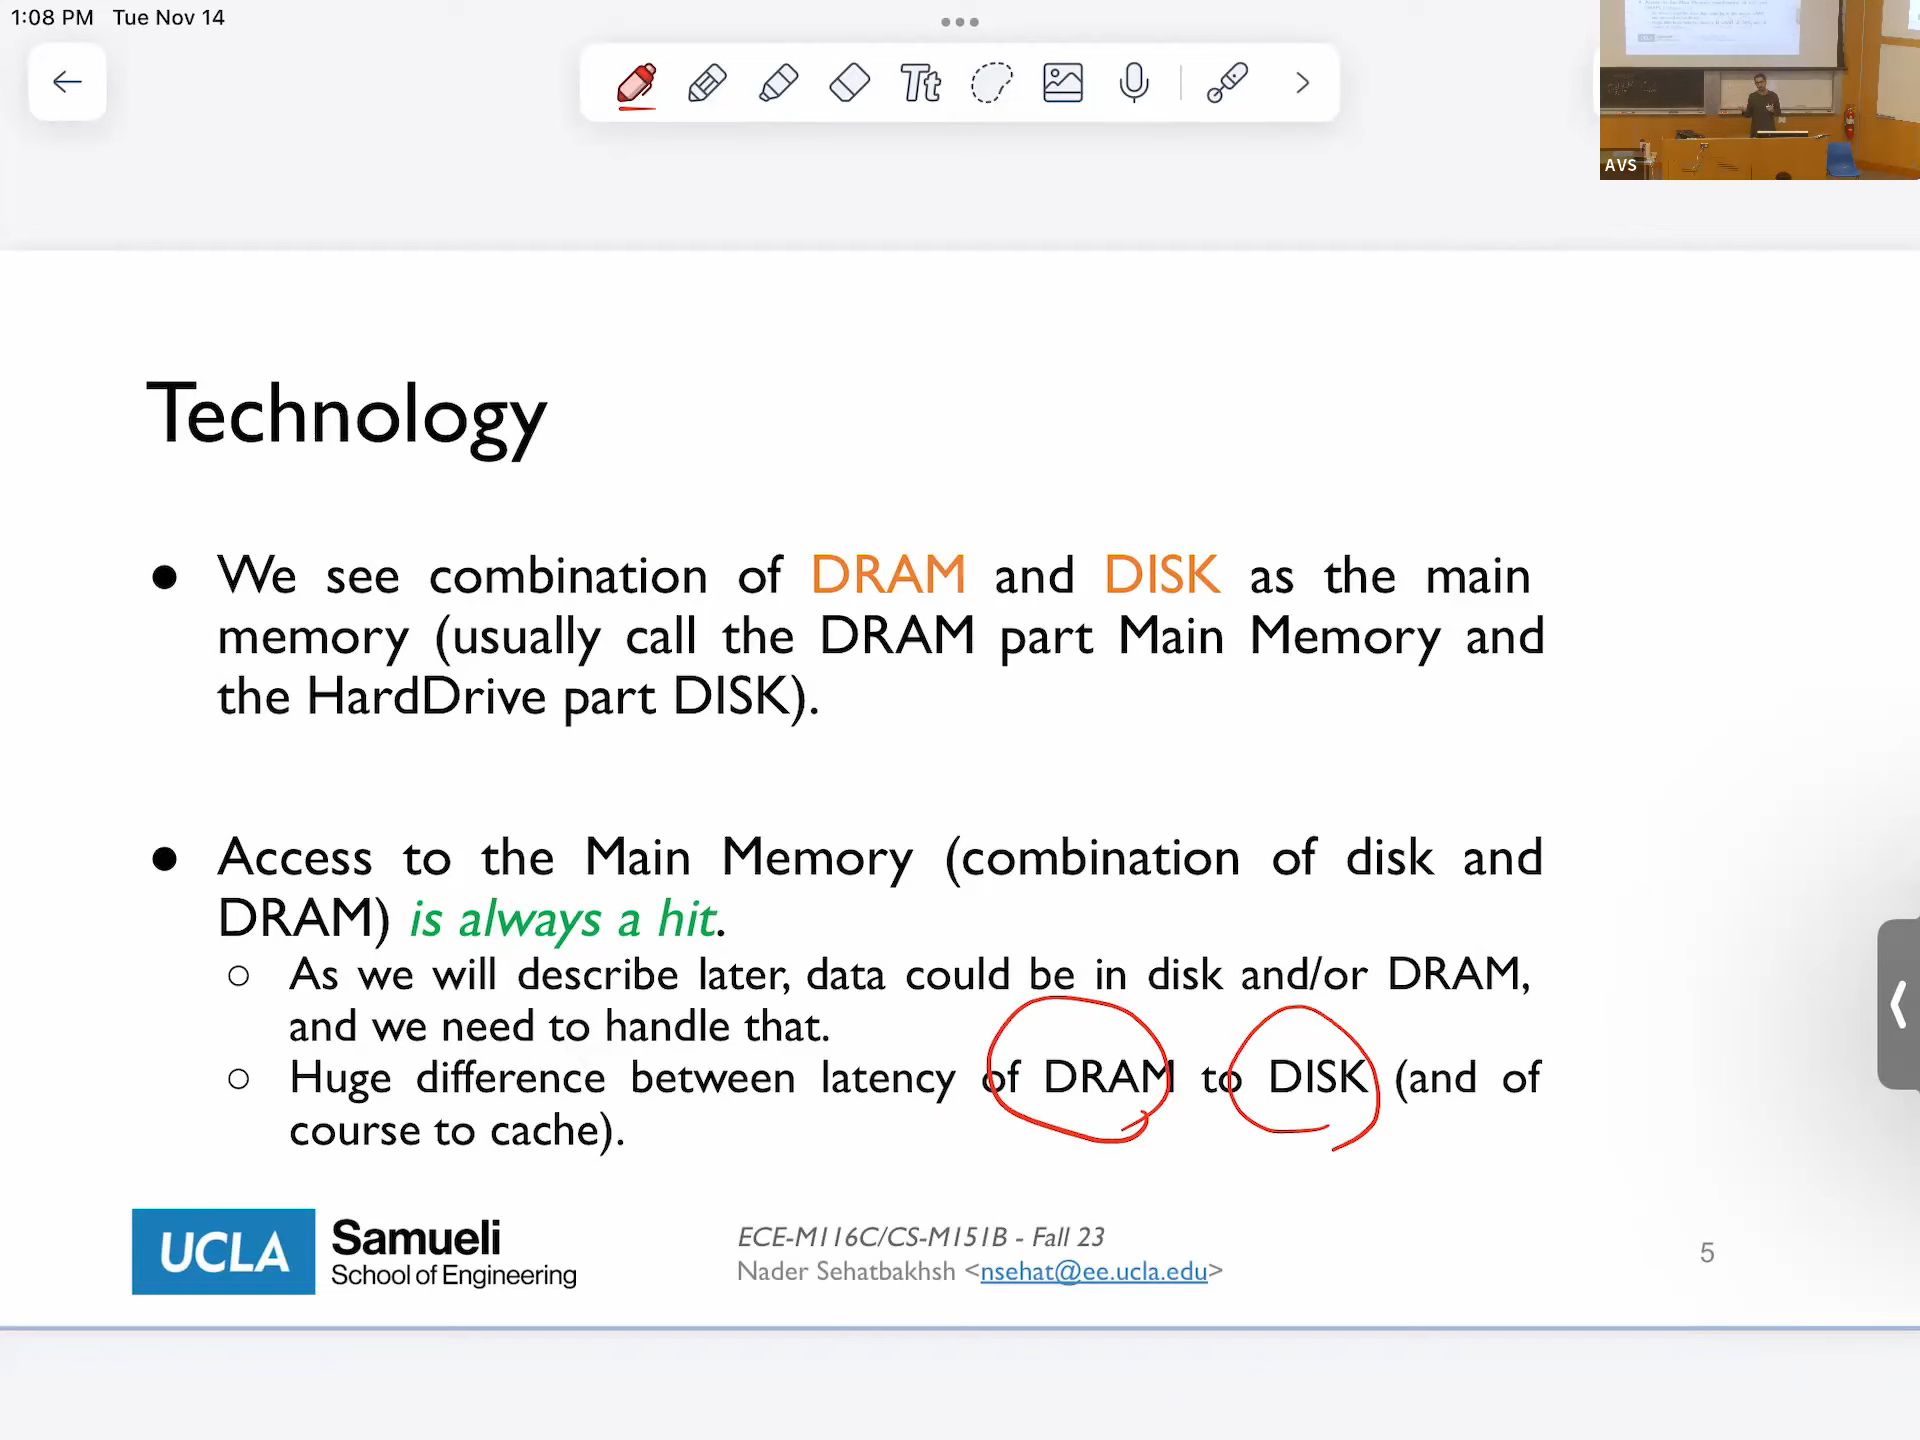 1:08 PM Tue Nov 14
Tt
AVS
Technology
● We see combination of DRAM and DISK as the main
memory (usually call the DRAM part Main Memory and
the HardDrive part DISK).
● Access to the Main Memory (combination of disk and
DRAM) is always a hit.
○ As we will describe later, data could be in disk and/or DRAM,
and we need to handle that.
○ Huge difference between latency of DRAM to DISK (and of
course to cache).
UCLA Samueli
School of Engineering
ECE-M116C/CS-M151B - Fall 23
Nader Sehatbakhsh <nsehat@ee.ucla.edu>
5